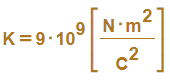 K = 9 · 10⁹ [ N · m² / C² ]